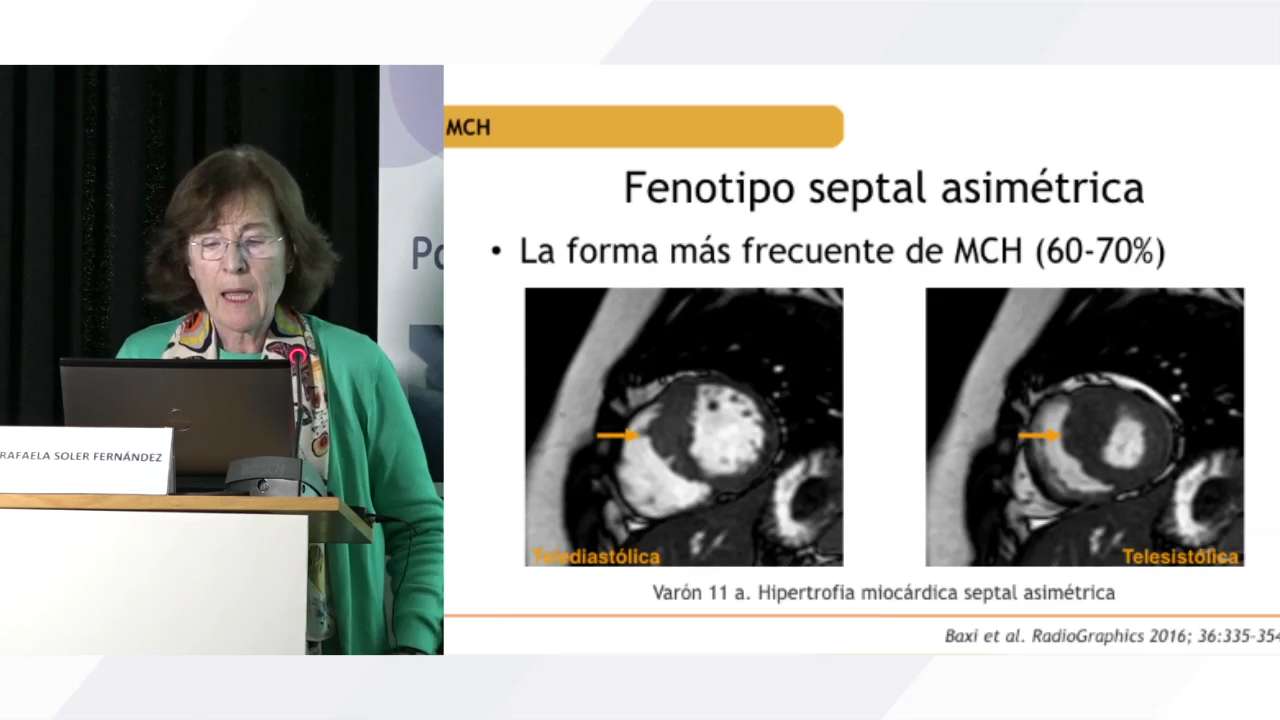 MCH
Fenotipo septal asimétrica
• La forma más frecuente de MCH (60-70%)
Po
RAFAELA SOLER FERNÁNDEZ
Telediastólica
Telesistólica
Varón 11 a. Hipertrofia miocárdica septal asimétrica
Baxi et al. RadioGraphics 2016; 36:335-354